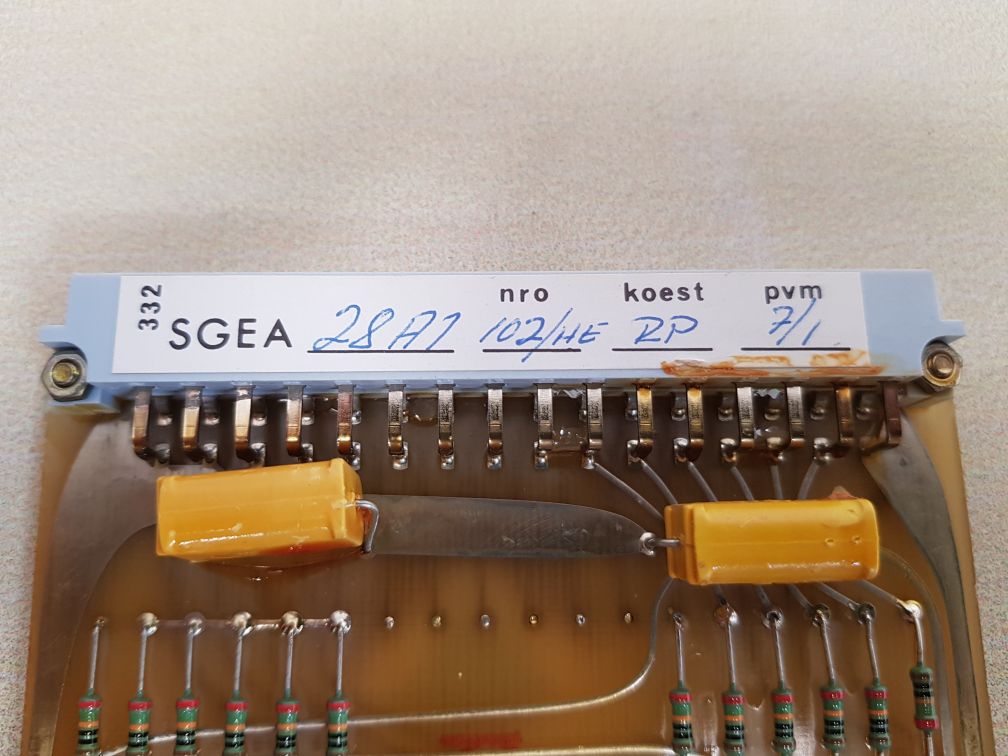 332
nro koest pvm
SGEA 28A1 102/HE RP 7/1